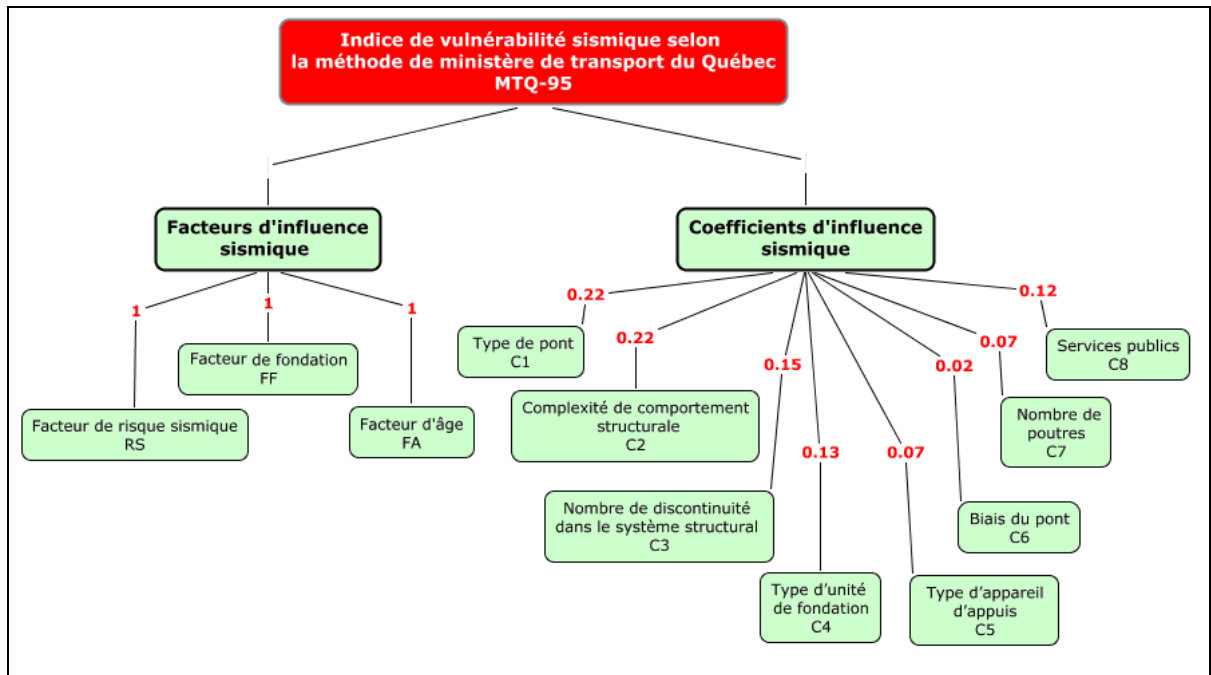 Indice de vulnérabilité sismique selon
la méthode de ministère de transport du Québec
MTQ-95
Facteurs d'influence
sismique
1
1
1
Facteur de risque sismique
RS
Facteur de fondation
FF
Facteur d'âge
FA
Coefficients d'influence
sismique
0.22
Type de pont
C1
0.22
Complexité de comportement
structurale
C2
0.15
Nombre de discontinuité
dans le système structural
C3
0.13
Type d’unité
de fondation
C4
0.07
Type d’appareil
d’appuis
C5
0.02
Biais du pont
C6
0.07
Nombre de
poutres
C7
0.12
Services publics
C8